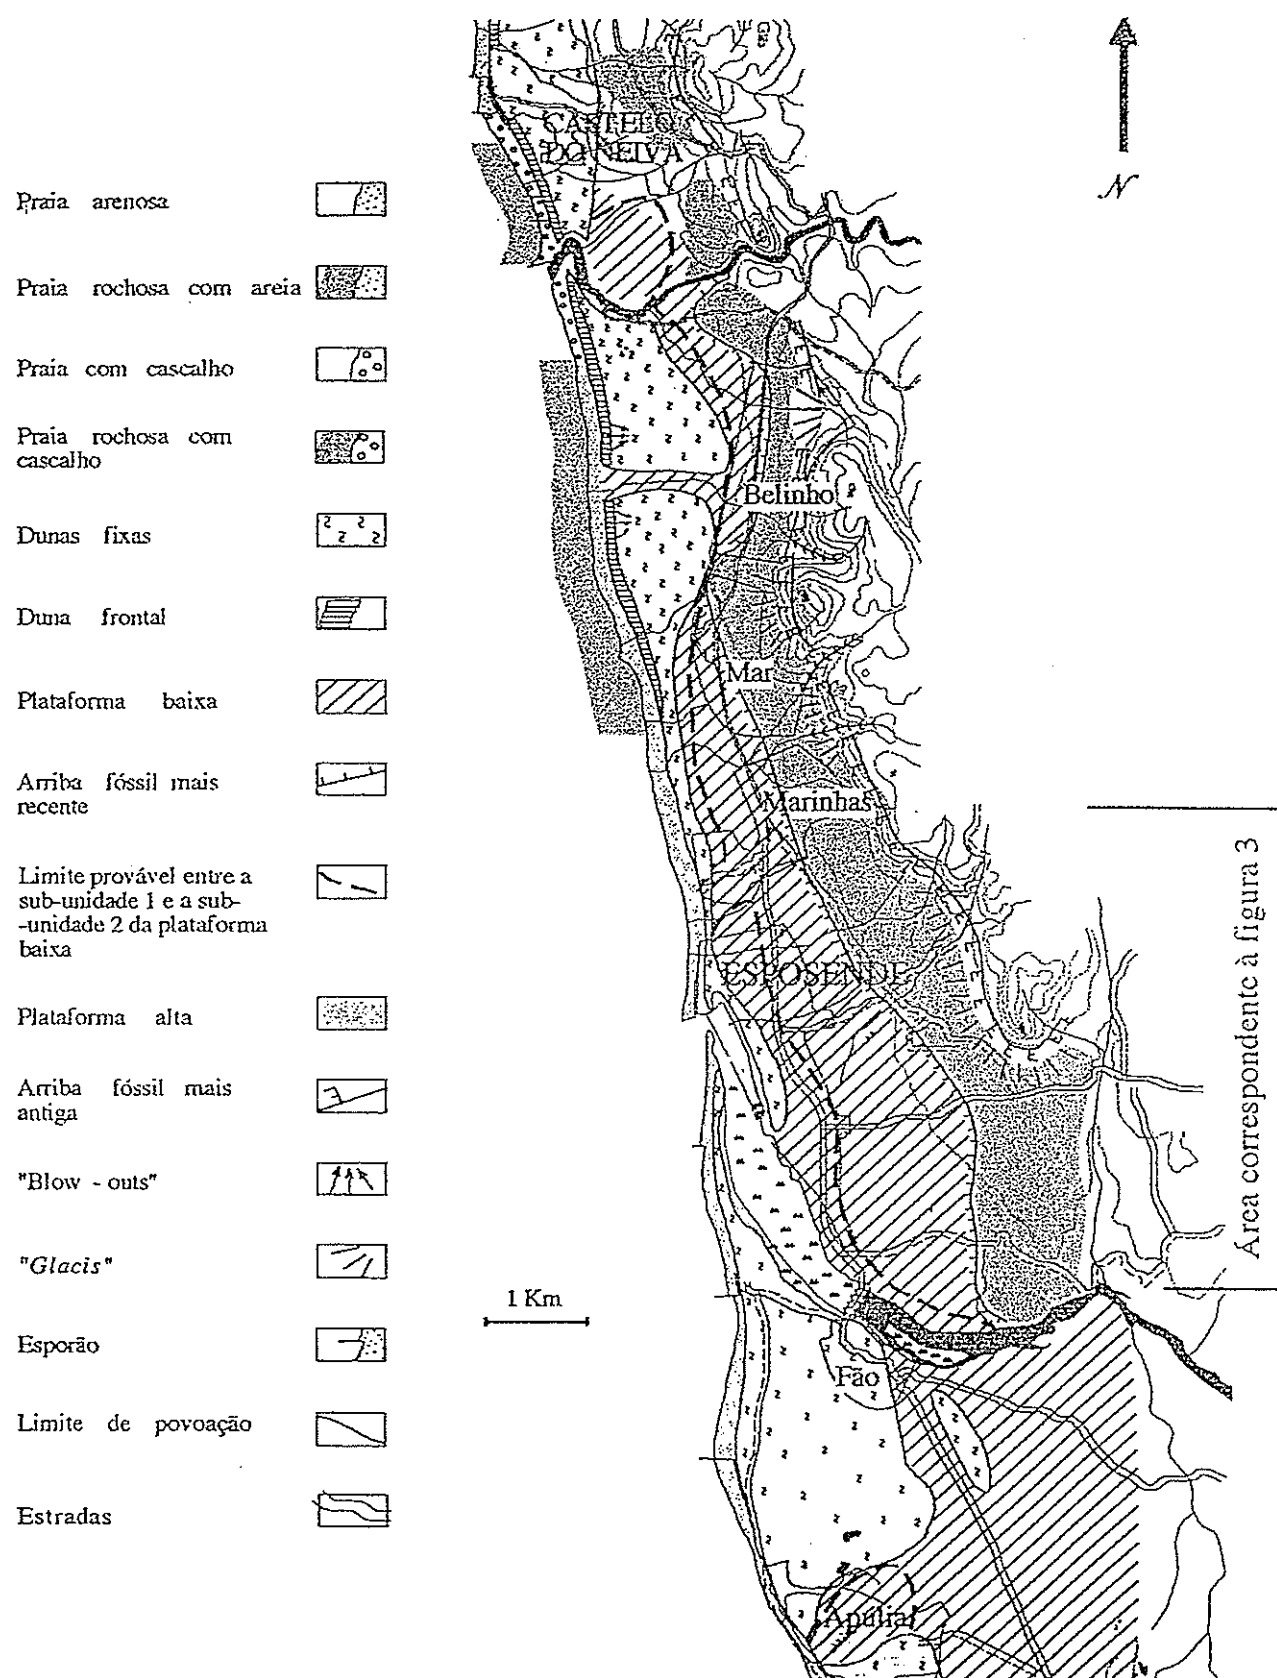 CASTELO
DO NEIVA
N
Praia arenosa
Praia rochosa com areia
Praia com cascalho
Praia rochosa com
cascalho
Dunas fixas
Duna frontal
Plataforma baixa
Arriba fóssil mais
recente
Limite provável entre a
sub-unidade 1 e a sub-
-unidade 2 da plataforma
baixa
Plataforma alta
Arriba fóssil mais
antiga
"Blow - outs"
"Glacis"
Esporão
Limite de povoação
Estradas
Belinho
Mar
Marinhas
ESPOSENDE
Área correspondente à figura 3
1 Km
Fão
Apúlia